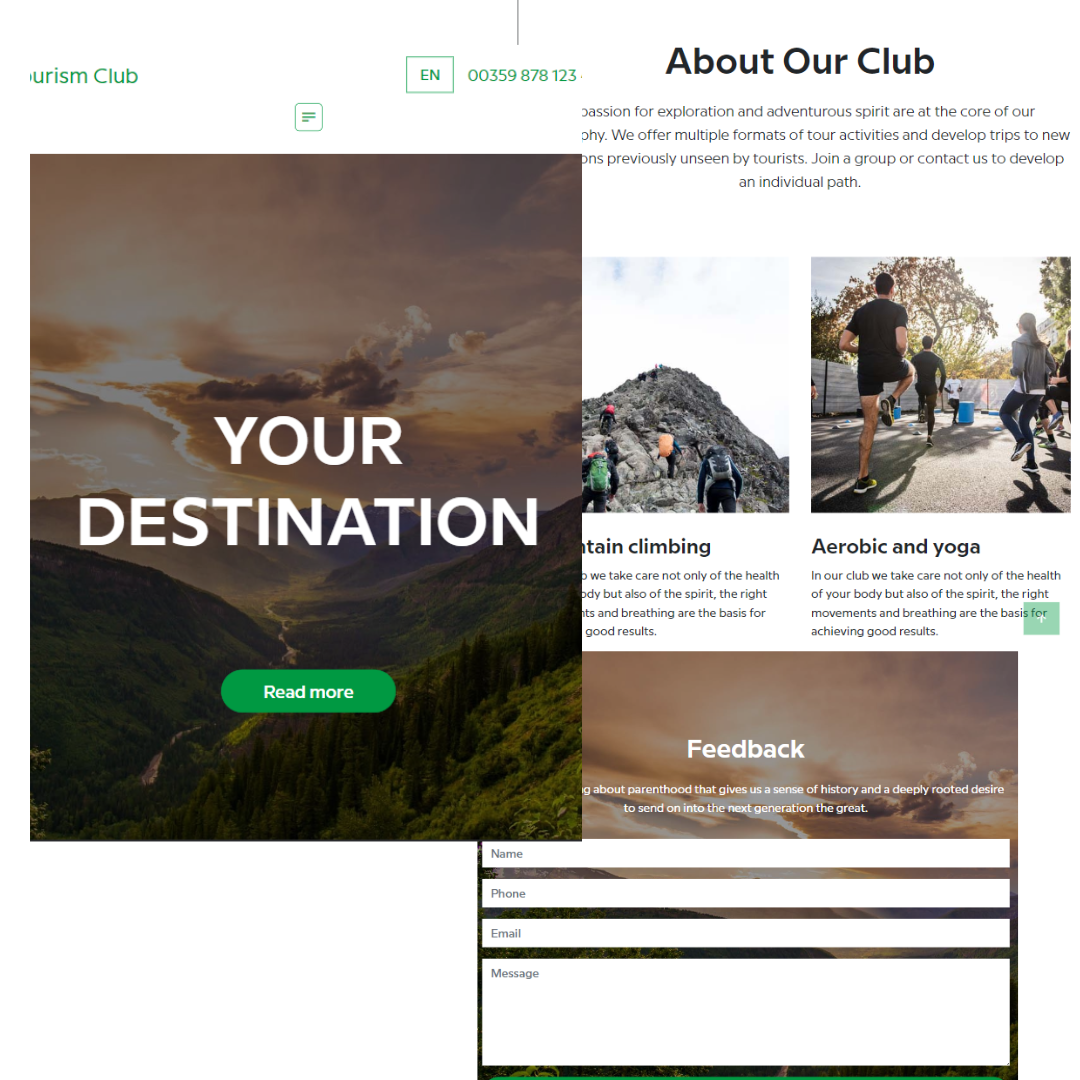 ourism Club
EN
00359 878 123
YOUR
DESTINATION
Read more
About Our Club
passion for exploration and adventurous spirit are at the core of our
phy. We offer multiple formats of tour activities and develop trips to new
ons previously unseen by tourists. Join a group or contact us to develop
an individual path.
ntain climbing
we take care not only of the health
ody but also of the spirit, the right
nts and breathing are the basis for
good results.
Aerobic and yoga
In our club we take care not only of the health
of your body but also of the spirit, the right
movements and breathing are the basis for
achieving good results.
Feedback
g about parenthood that gives us a sense of history and a deeply rooted desire
to send on into the next generation the great.
Name
Phone
Email
Message